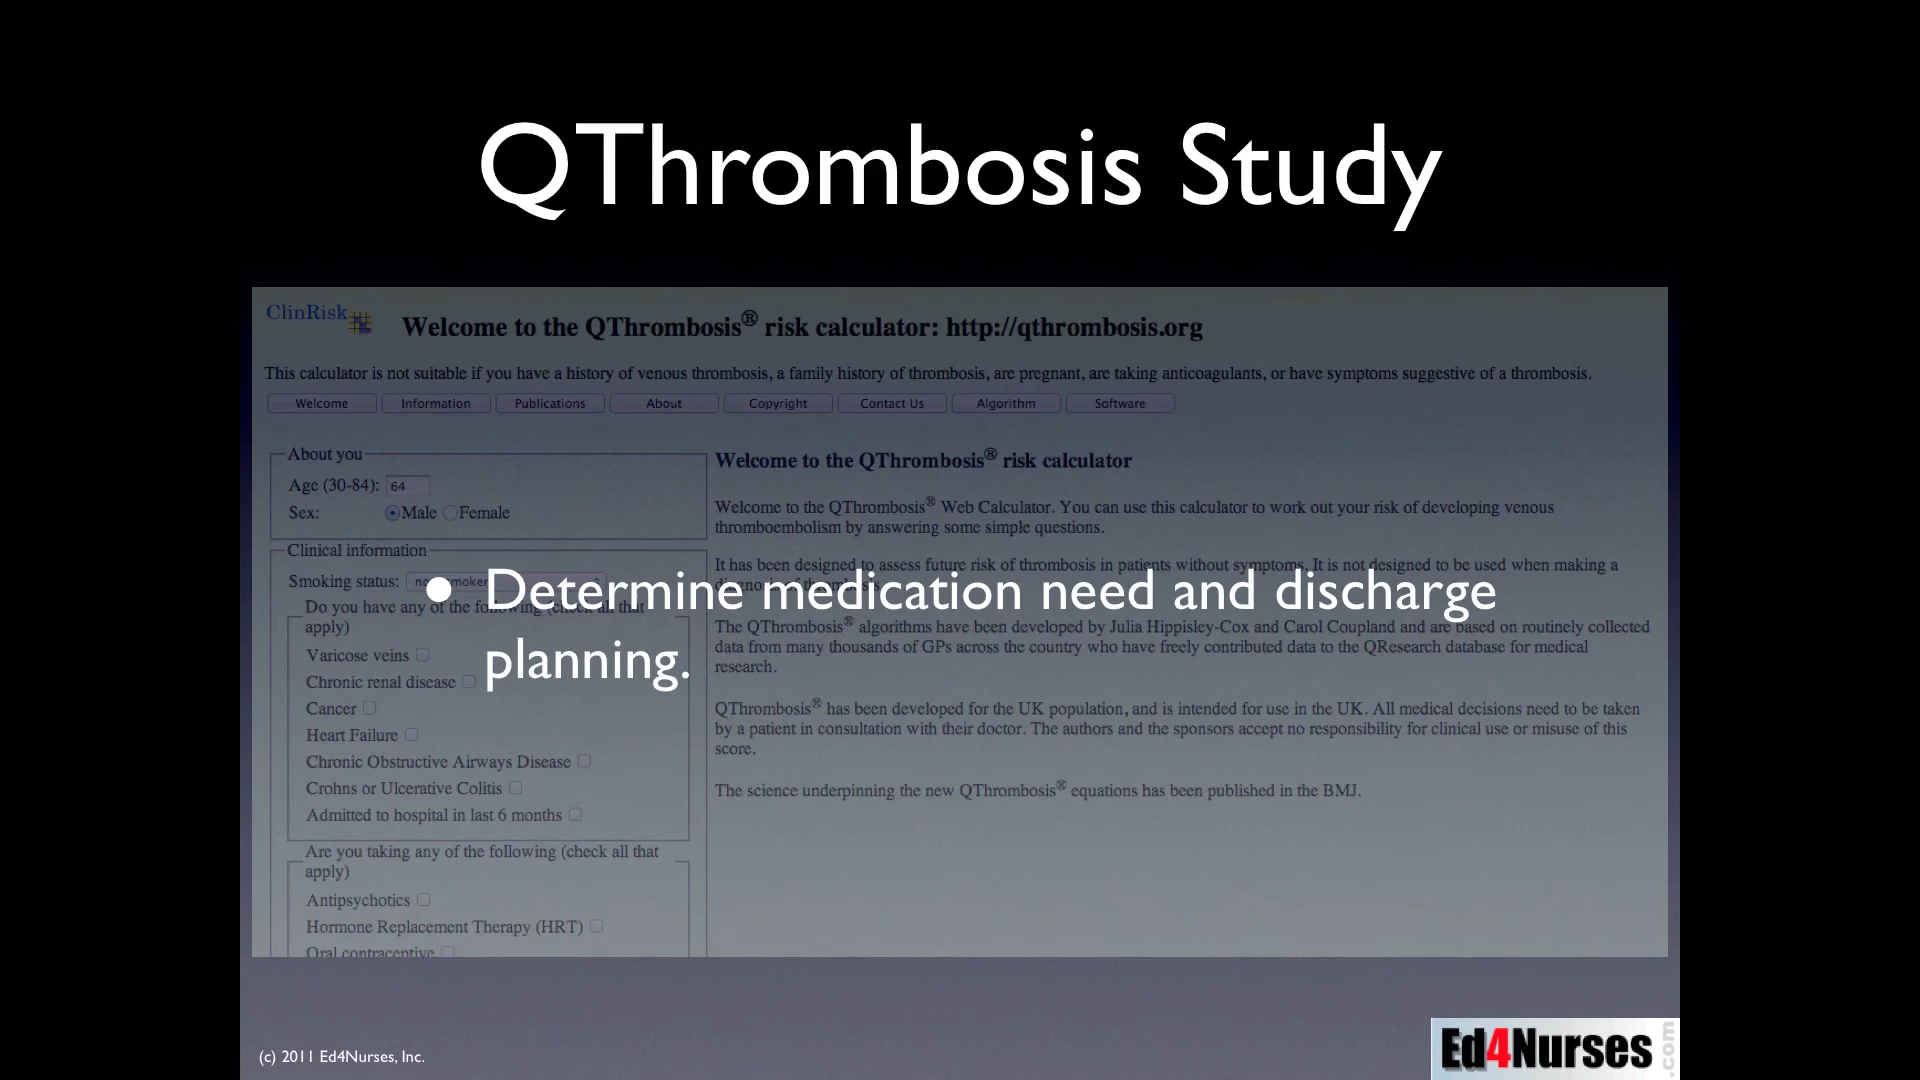 QThrombosis Study
ClinRisk
Welcome to the QThrombosis® risk calculator: http://qthrombosis.org
This calculator is not suitable if you have a history of venous thrombosis, a family history of thrombosis, are pregnant, are taking anticoagulants, or have symptoms suggestive of a thrombosis.
Welcome Information Publications About Copyright Contact Us Algorithm Software
About you
Age (30-84): 64
Sex: Male Female
Clinical information
Smoking status:
Do you have any of the following (check all that
apply)
Varicose veins
Chronic renal disease
Cancer
Heart Failure
Chronic Obstructive Airways Disease
Crohns or Ulcerative Colitis
Admitted to hospital in last 6 months
Are you taking any of the following (check all that
apply)
Antipsychotics
Hormone Replacement Therapy (HRT)
Oral contraceptive
Welcome to the QThrombosis® risk calculator
Welcome to the QThrombosis® Web Calculator. You can use this calculator to work out your risk of developing venous
thromboembolism by answering some simple questions.
It has been designed to assess future risk of thrombosis in patients without symptoms. It is not designed to be used when making a
The QThrombosis® algorithms have been developed by Julia Hippisley-Cox and Carol Coupland and are based on routinely collected
data from many thousands of GPs across the country who have freely contributed data to the QResearch database for medical
research.
QThrombosis® has been developed for the UK population, and is intended for use in the UK. All medical decisions need to be taken
by a patient in consultation with their doctor. The authors and the sponsors accept no responsibility for clinical use or misuse of this
score.
The science underpinning the new QThrombosis® equations has been published in the BMJ.
• Determine medication need and discharge
planning.
(c) 2011 Ed4Nurses, Inc.
Ed4Nurses.com